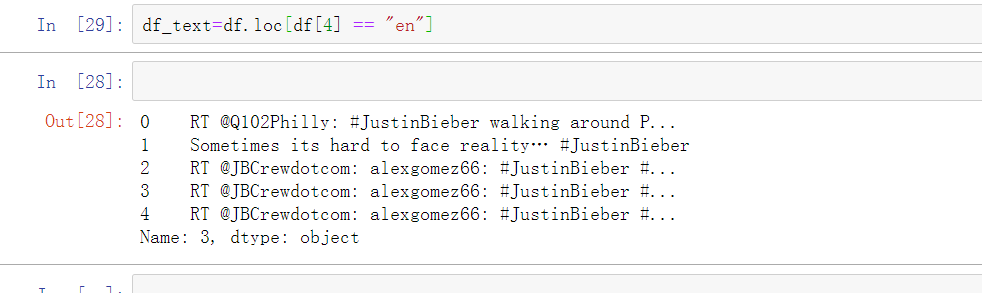 In [29]: df_text=df.loc[df[4] == "en"]
In [28]:
Out[28]: 0    RT @Q102Philly: #JustinBieber walking around P...
1    Sometimes its hard to face reality… #JustinBieber
2    RT @JBCrewdotcom: alexgomez66: #JustinBieber #...
3    RT @JBCrewdotcom: alexgomez66: #JustinBieber #...
4    RT @JBCrewdotcom: alexgomez66: #JustinBieber #...
Name: 3, dtype: object